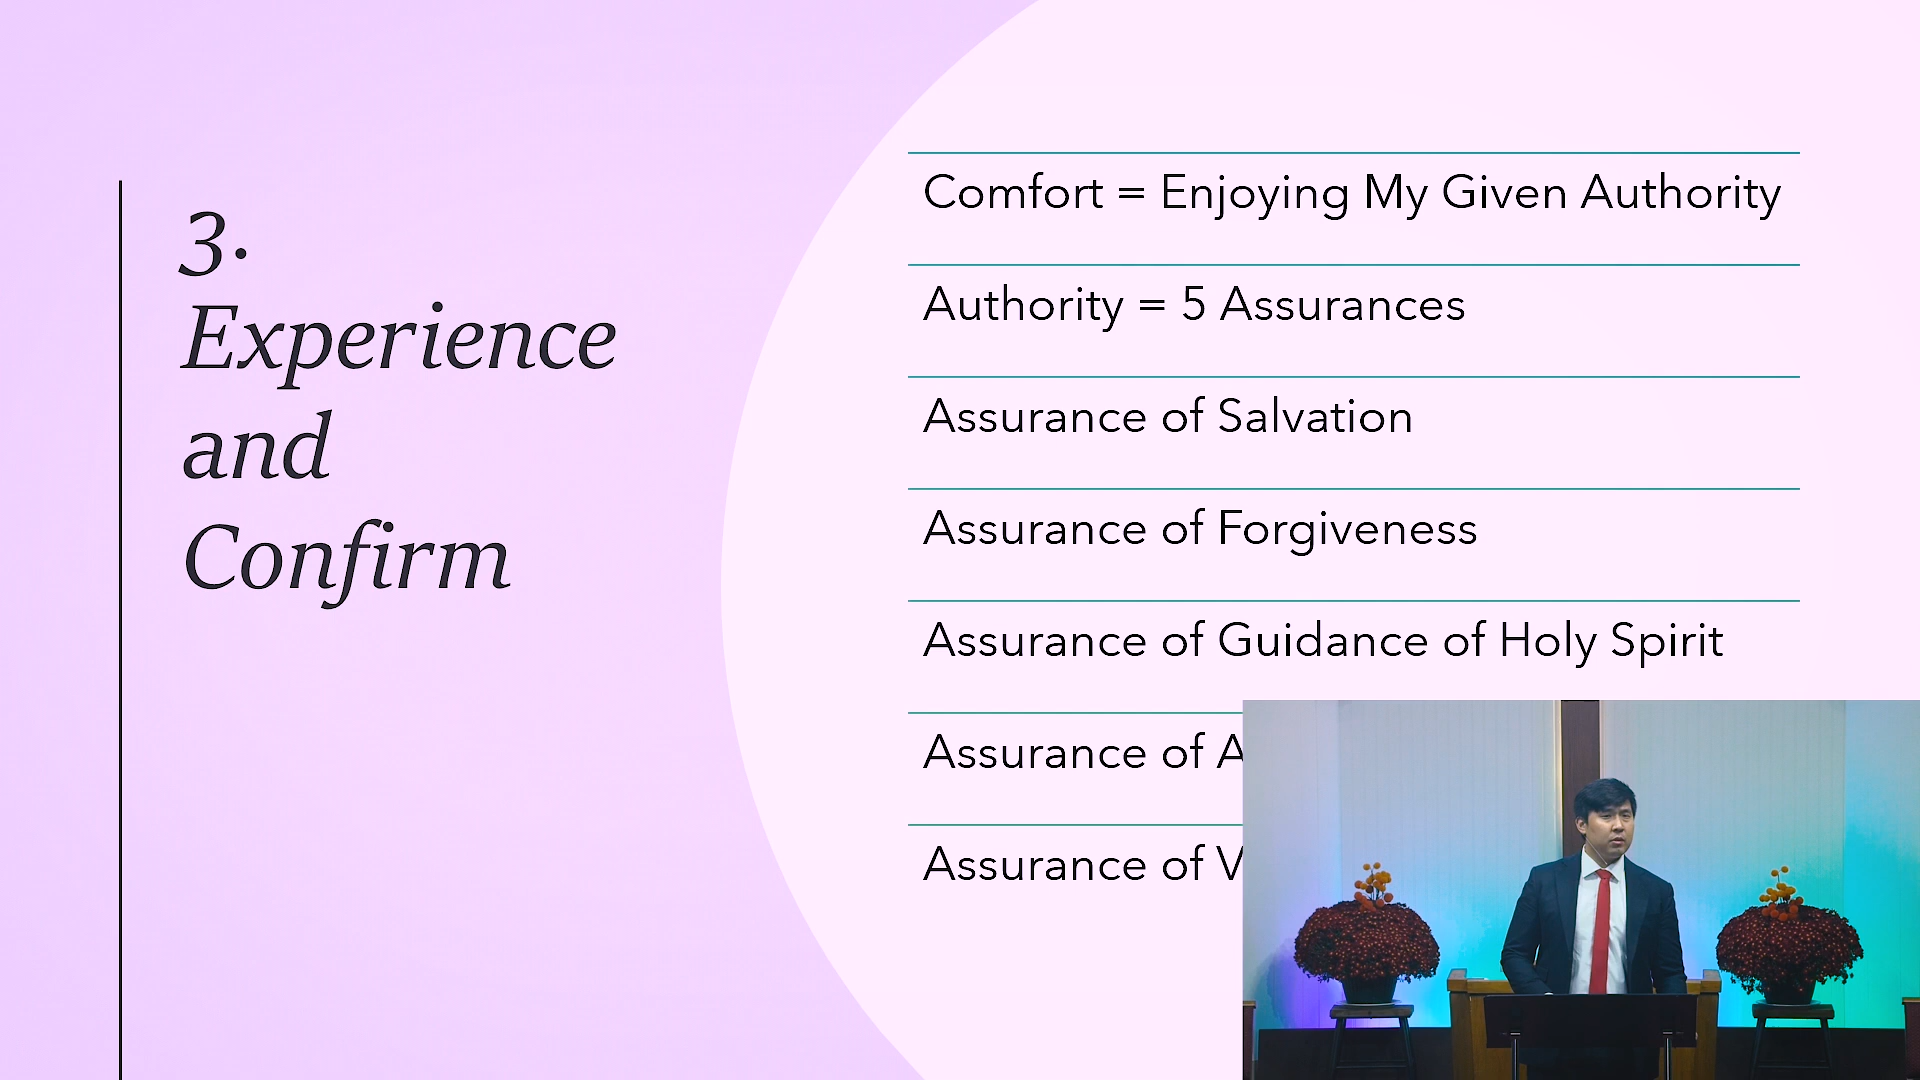 3.
Experience
and
Confirm
Comfort = Enjoying My Given Authority
Authority = 5 Assurances
Assurance of Salvation
Assurance of Forgiveness
Assurance of Guidance of Holy Spirit
Assurance of
Assurance of